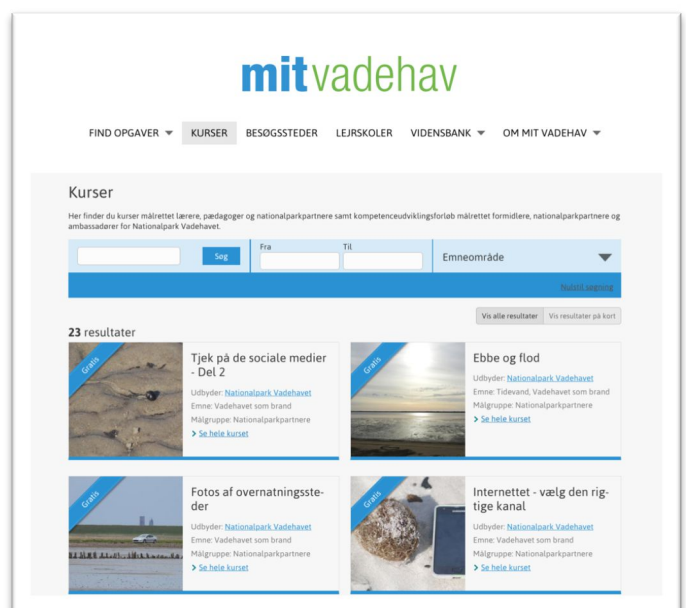 mitvadehav
FIND OPGAVER KURSER BESØGSSTEDER LEJRSKOLER VIDENSBANK OM MIT VADEHAV
Kurser
Her finder du kurser målrettet lærere, pædagoger og nationalparkpartnere samt kompetenceudviklingsforløb målrettet formidlere, nationalparkpartnere og
ambassadører for Nationalpark Vadehavet.
Søg
Fra Til
Emneområde
Nulstil søgning
Vis alle resultater Vis resultater på kort
23 resultater
Gratis
Tjek på de sociale medier
- Del 2
Udbyder: Nationalpark Vadehavet
Emne: Vadehavet som brand
Målgruppe: Nationalparkpartnere
Se hele kurset
Gratis
Ebbe og flod
Udbyder: Nationalpark Vadehavet
Emne: Tidevand, Vadehavet som brand
Målgruppe: Nationalparkpartnere
Se hele kurset
Gratis
Fotos af overnatningsste-
der
Udbyder: Nationalpark Vadehavet
Emne: Vadehavet som brand
Målgruppe: Nationalparkpartnere
Se hele kurset
Gratis
Internettet - vælg den rig-
tige kanal
Udbyder: Nationalpark Vadehavet
Emne: Vadehavet som brand
Målgruppe: Nationalparkpartnere
Se hele kurset